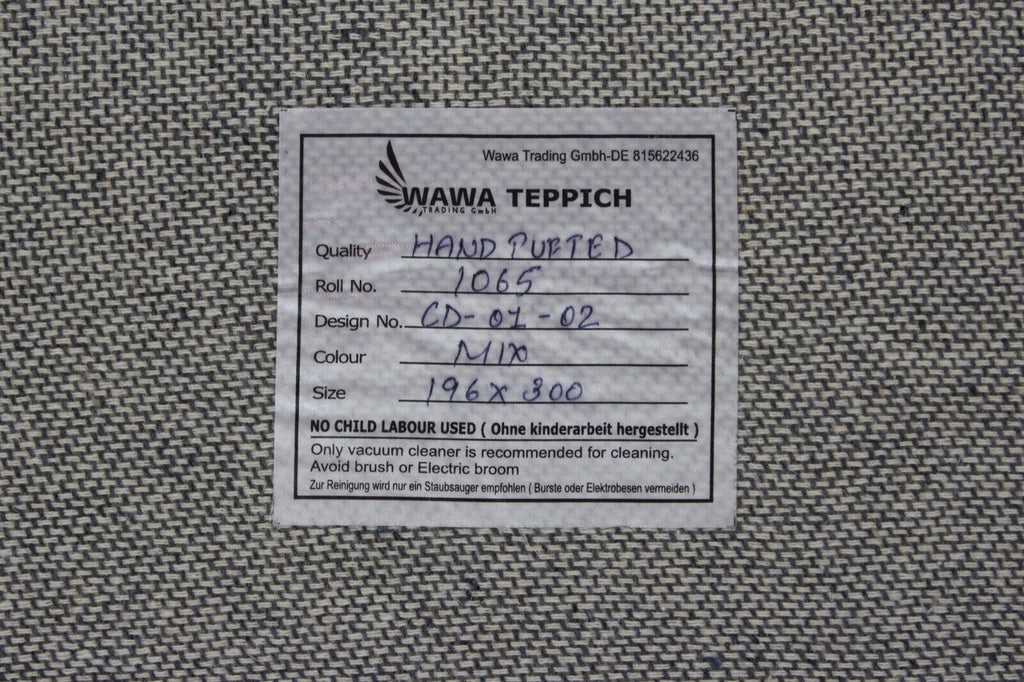 Wawa Trading Gmbh-DE 815622436
WAWA TEPPICH
TRADING GmbH
Quality HAND TUFTED
Roll No. 1065
Design No. CD-01-02
Colour MIX
Size 196 X 300
NO CHILD LABOUR USED ( Ohne kinderarbeit hergestellt )
Only vacuum cleaner is recommended for cleaning.
Avoid brush or Electric broom
Zur Reinigung wird nur ein Staubsauger empfohlen ( Burste oder Elektrobesen vermeiden )